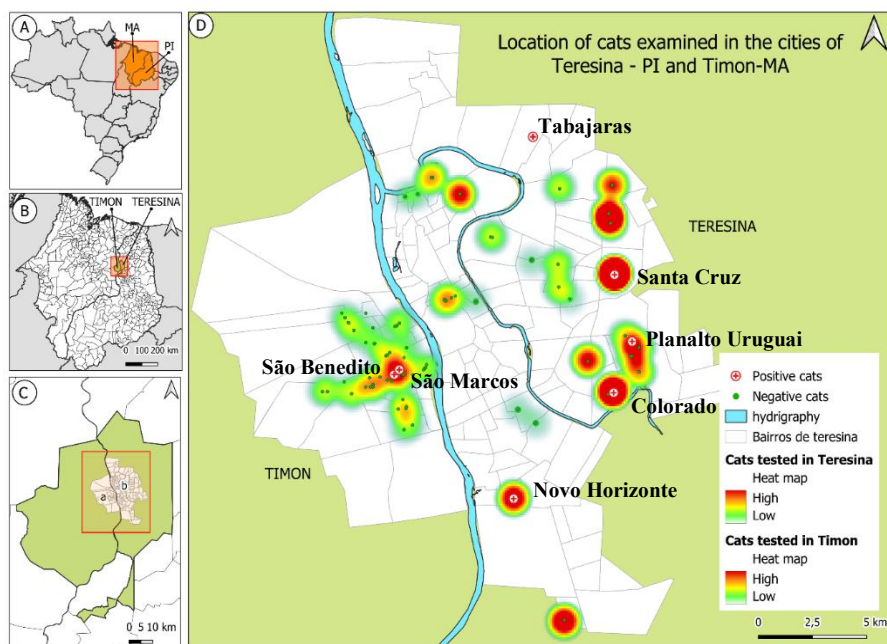 A
MA
PI
B
TIMON
TERESINA
0 100 200 km
C
a
b
0 5 10 km
D
Location of cats examined in the cities of
Teresina - PI and Timon-MA
Tabajaras
TERESINA
Santa Cruz
Planalto Uruguai
São Benedito
São Marcos
Colorado
TIMON
Novo Horizonte
Positive cats
Negative cats
hydrigraphy
Bairros de teresina
Cats tested in Teresina
Heat map
High
Low
Cats tested in Timon
Heat map
High
Low
0 2,5 5 km